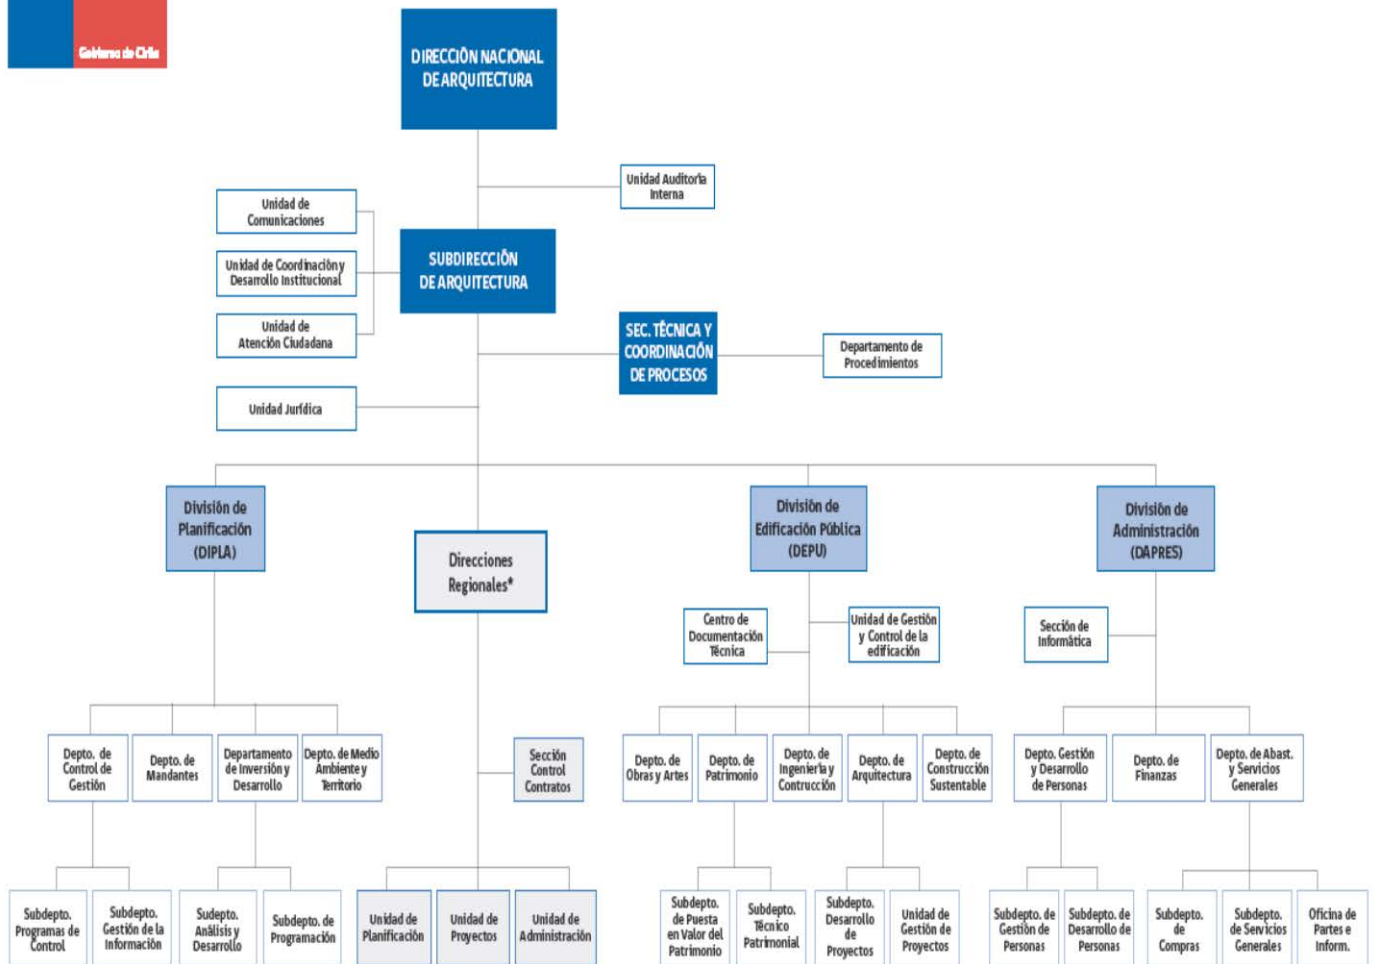 Gobierno de Chile
DIRECCIÓN NACIONAL
DE ARQUITECTURA
Unidad Auditoría
Interna
Unidad de
Comunicaciones
Unidad de Coordinación y
Desarrollo Institucional
Unidad de
Atención Ciudadana
SUBDIRECCIÓN
DE ARQUITECTURA
SEC. TÉCNICA Y
COORDINACIÓN
DE PROCESOS
Departamento de
Procedimientos
Unidad Jurídica
División de
Planificación
(DIPLA)
Direcciones
Regionales*
División de
Edificación Pública
(DEPU)
División de
Administración
(DAPRES)
Centro de
Documentación
Técnica
Unidad de Gestión
y Control de la
edificación
Sección de
Informática
Depto. de
Control de
Gestión
Depto. de
Mandantes
Departamento
de Inversión y
Desarrollo
Depto. de Medio
Ambiente y
Territorio
Sección
Control
Contratos
Depto. de
Obras y Artes
Depto. de
Patrimonio
Depto. de
Ingeniería y
Contrucción
Depto. de
Arquitectura
Depto. de
Construcción
Sustentable
Depto. Gestión
y Desarrollo
de Personas
Depto. de
Finanzas
Depto. de Abast.
y Servicios
Generales
Subdepto.
Programas de
Control
Subdepto.
Gestión de la
Información
Sudepto.
Análisis y
Desarrollo
Subdepto. de
Programación
Unidad de
Planificación
Unidad de
Proyectos
Unidad de
Administración
Subdepto.
de Puesta
en Valor del
Patrimonio
Subdepto.
Técnico
Patrimonial
Subdepto.
Desarrollo
de
Proyectos
Unidad de
Gestión de
Proyectos
Subdepto. de
Gestión de
Personas
Subdepto. de
Desarrollo de
Personas
Subdepto.
de
Compras
Subdepto.
de Servicios
Generales
Oficina de
Partes e
Inform.